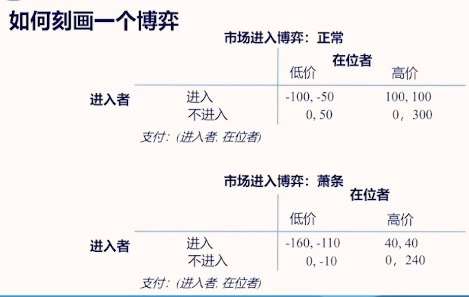 如何刻画一个博弈
市场进入博弈：正常
在位者
低价 高价
进入者 进入 -100, -50 100, 100
不进入 0, 50 0， 300
支付：(进入者, 在位者)
市场进入博弈：萧条
在位者
低价 高价
进入者 进入 -160, -110 40, 40
不进入 0, -10 0， 240
支付：(进入者, 在位者)